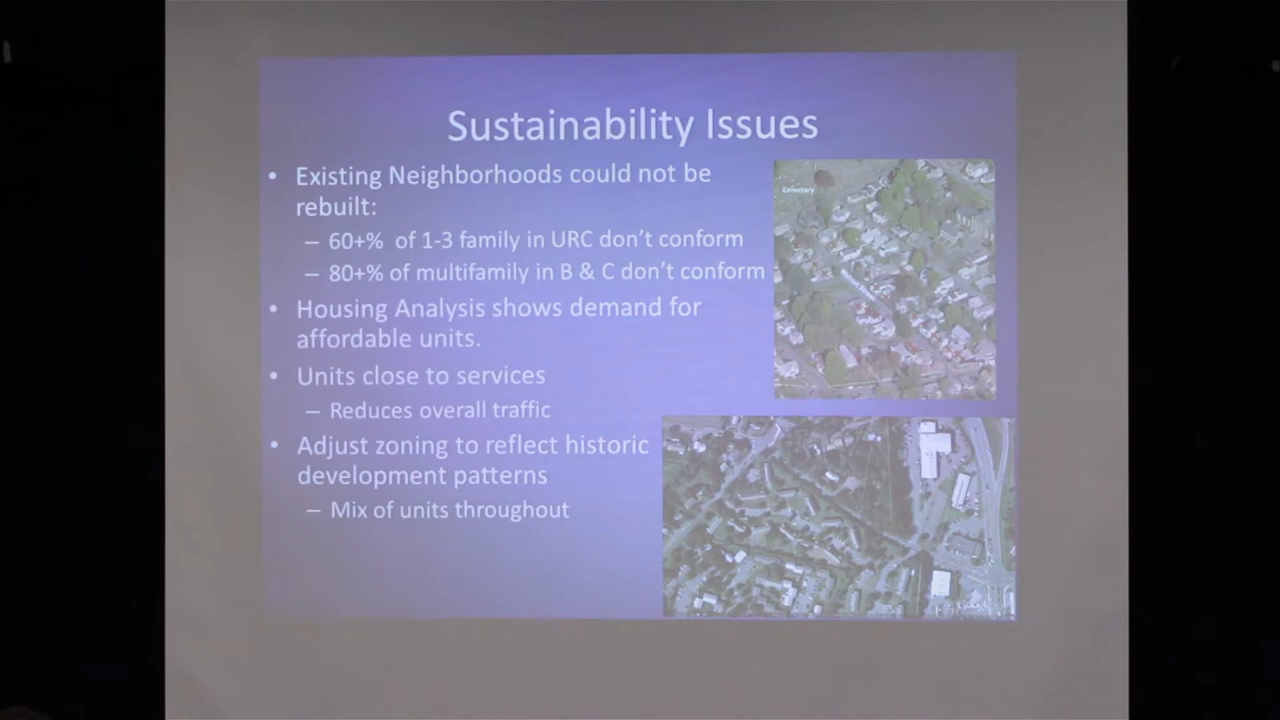 Sustainability Issues
• Existing Neighborhoods could not be
rebuilt:
– 60+% of 1-3 family in URC don't conform
– 80+% of multifamily in B & C don't conform
• Housing Analysis shows demand for
affordable units.
• Units close to services
– Reduces overall traffic
• Adjust zoning to reflect historic
development patterns
– Mix of units throughout
Cemetery
Google